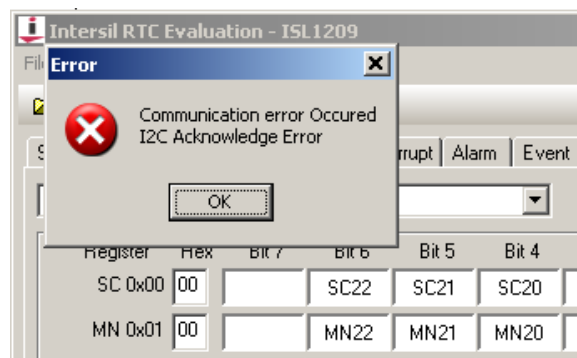 Intersil RTC Evaluation - ISL1209
Error
Communication error Occured
I2C Acknowledge Error
OK
Alarm Event
Register Hex Bit 7 Bit 6 Bit 5 Bit 4
SC 0x00 00 SC22 SC21 SC20
MN 0x01 00 MN22 MN21 MN20